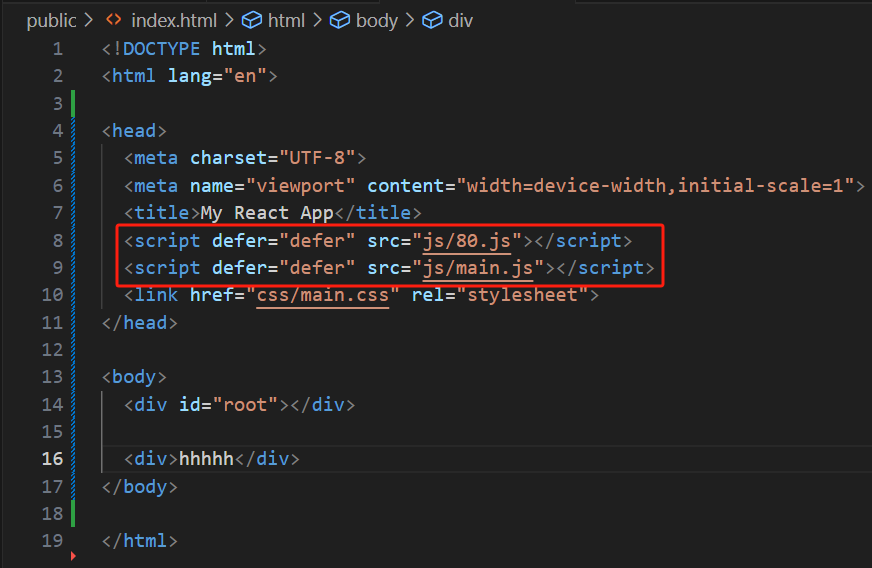 public > index.html > html > body > div
1 <!DOCTYPE html>
2 <html lang="en">
3
4 <head>
5   <meta charset="UTF-8">
6   <meta name="viewport" content="width=device-width,initial-scale=1">
7   <title>My React App</title>
8   <script defer="defer" src="js/80.js"></script>
9   <script defer="defer" src="js/main.js"></script>
10   <link href="css/main.css" rel="stylesheet">
11 </head>
12
13 <body>
14   <div id="root"></div>
15
16   <div>hhhhh</div>
17 </body>
18
19 </html>